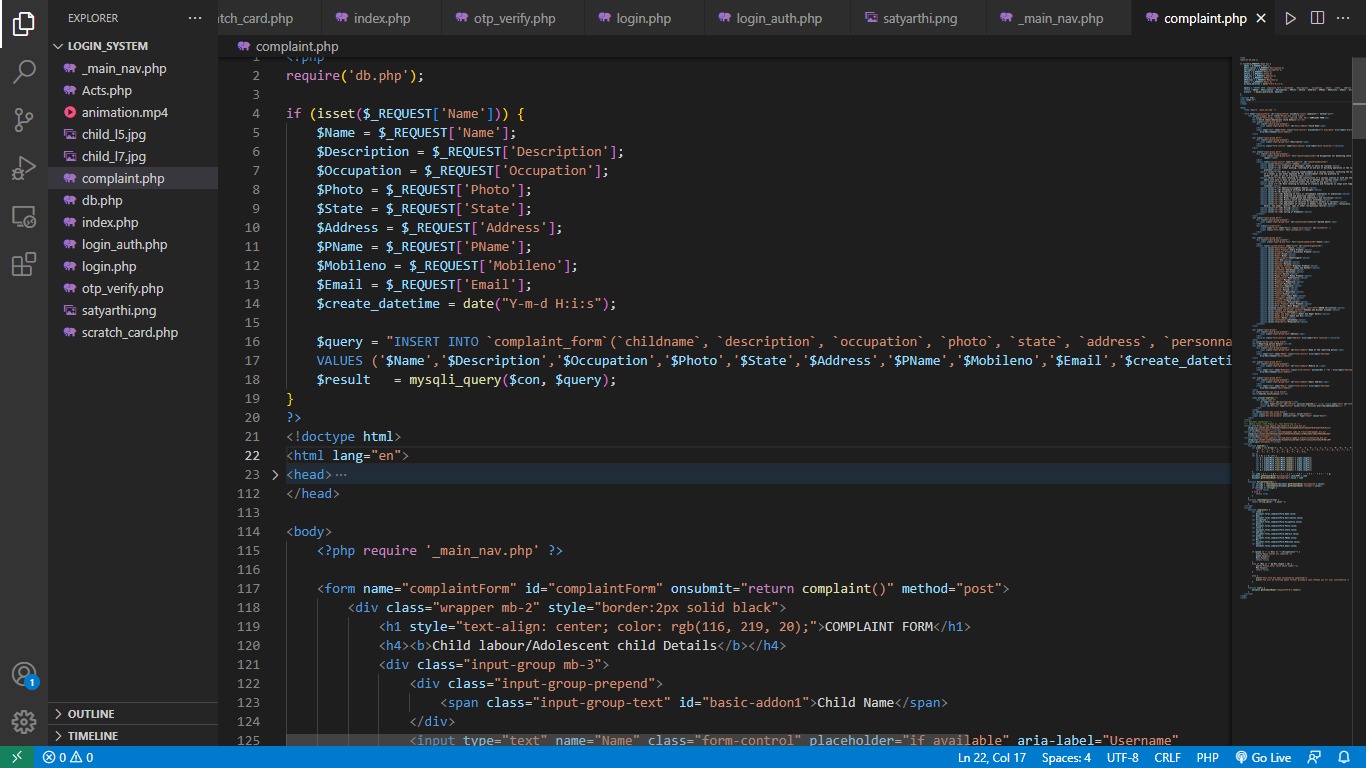 EXPLORER
tch_card.php
index.php
otp_verify.php
login.php
login_auth.php
satyarthi.png
_main_nav.php
complaint.php
LOGIN_SYSTEM
_main_nav.php
Acts.php
animation.mp4
child_l5.jpg
child_l7.jpg
complaint.php
db.php
index.php
login_auth.php
login.php
otp_verify.php
satyarthi.png
scratch_card.php
OUTLINE
TIMELINE
complaint.php
1 <?php
2 require('db.php');
3
4 if (isset($_REQUEST['Name'])) {
5 $Name = $_REQUEST['Name'];
6 $Description = $_REQUEST['Description'];
7 $Occupation = $_REQUEST['Occupation'];
8 $Photo = $_REQUEST['Photo'];
9 $State = $_REQUEST['State'];
10 $Address = $_REQUEST['Address'];
11 $PName = $_REQUEST['PName'];
12 $Mobileno = $_REQUEST['Mobileno'];
13 $Email = $_REQUEST['Email'];
14 $create_datetime = date("Y-m-d H:i:s");
15
16 $query = "INSERT INTO `complaint_form`(`childname`, `description`, `occupation`, `photo`, `state`, `address`, `personna
17 VALUES ('$Name','$Description','$Occupation','$Photo','$State','$Address','$PName','$Mobileno','$Email','$create_dateti
18 $result = mysqli_query($con, $query);
19 }
20 ?>
21 <!doctype html>
22 <html lang="en">
23 <head> ···
112 </head>
113
114 <body>
115 <?php require '_main_nav.php' ?>
116
117 <form name="complaintForm" id="complaintForm" onsubmit="return complaint()" method="post">
118 <div class="wrapper mb-2" style="border:2px solid black">
119 <h1 style="text-align: center; color: rgb(116, 219, 20);">COMPLAINT FORM</h1>
120 <h4><b>Child labour/Adolescent child Details</b></h4>
121 <div class="input-group mb-3">
122 <div class="input-group-prepend">
123 <span class="input-group-text" id="basic-addon1">Child Name</span>
124 </div>
125 <input type="text" name="Name" class="form-control" placeholder="if available" aria-label="Username"
1
0 0
Ln 22, Col 17
Spaces: 4
UTF-8
CRLF
PHP
Go Live